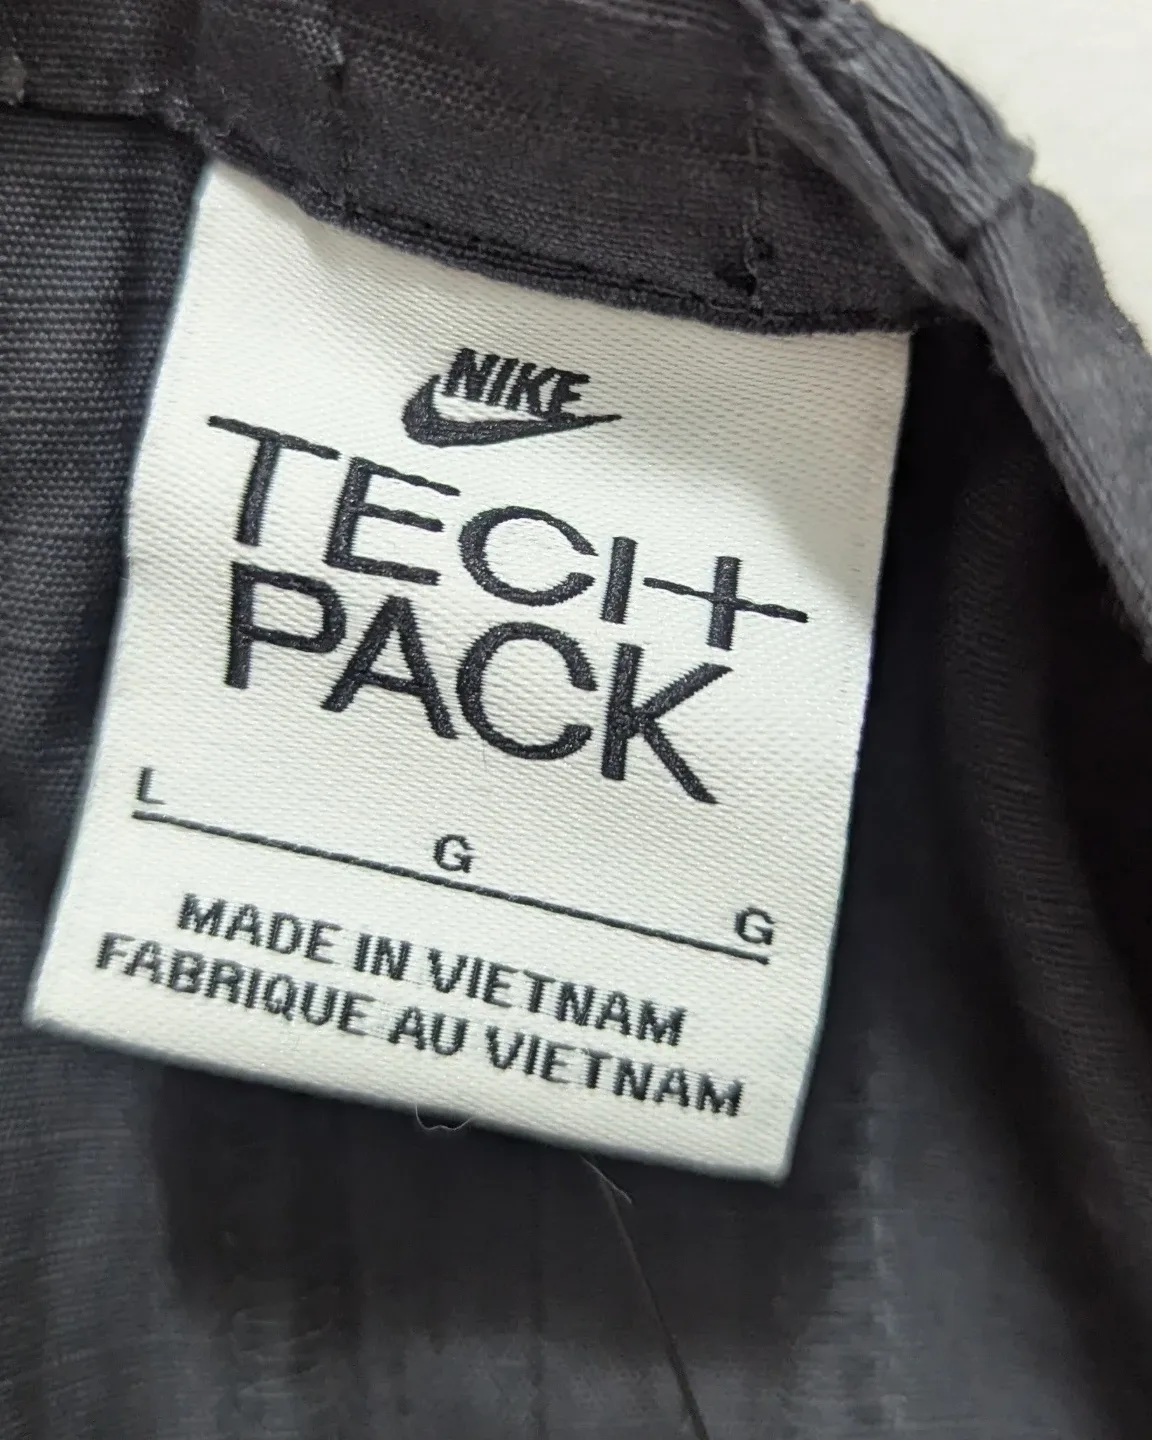 NIKE
TECH
PACK
L G G
MADE IN VIETNAM
FABRIQUE AU VIETNAM